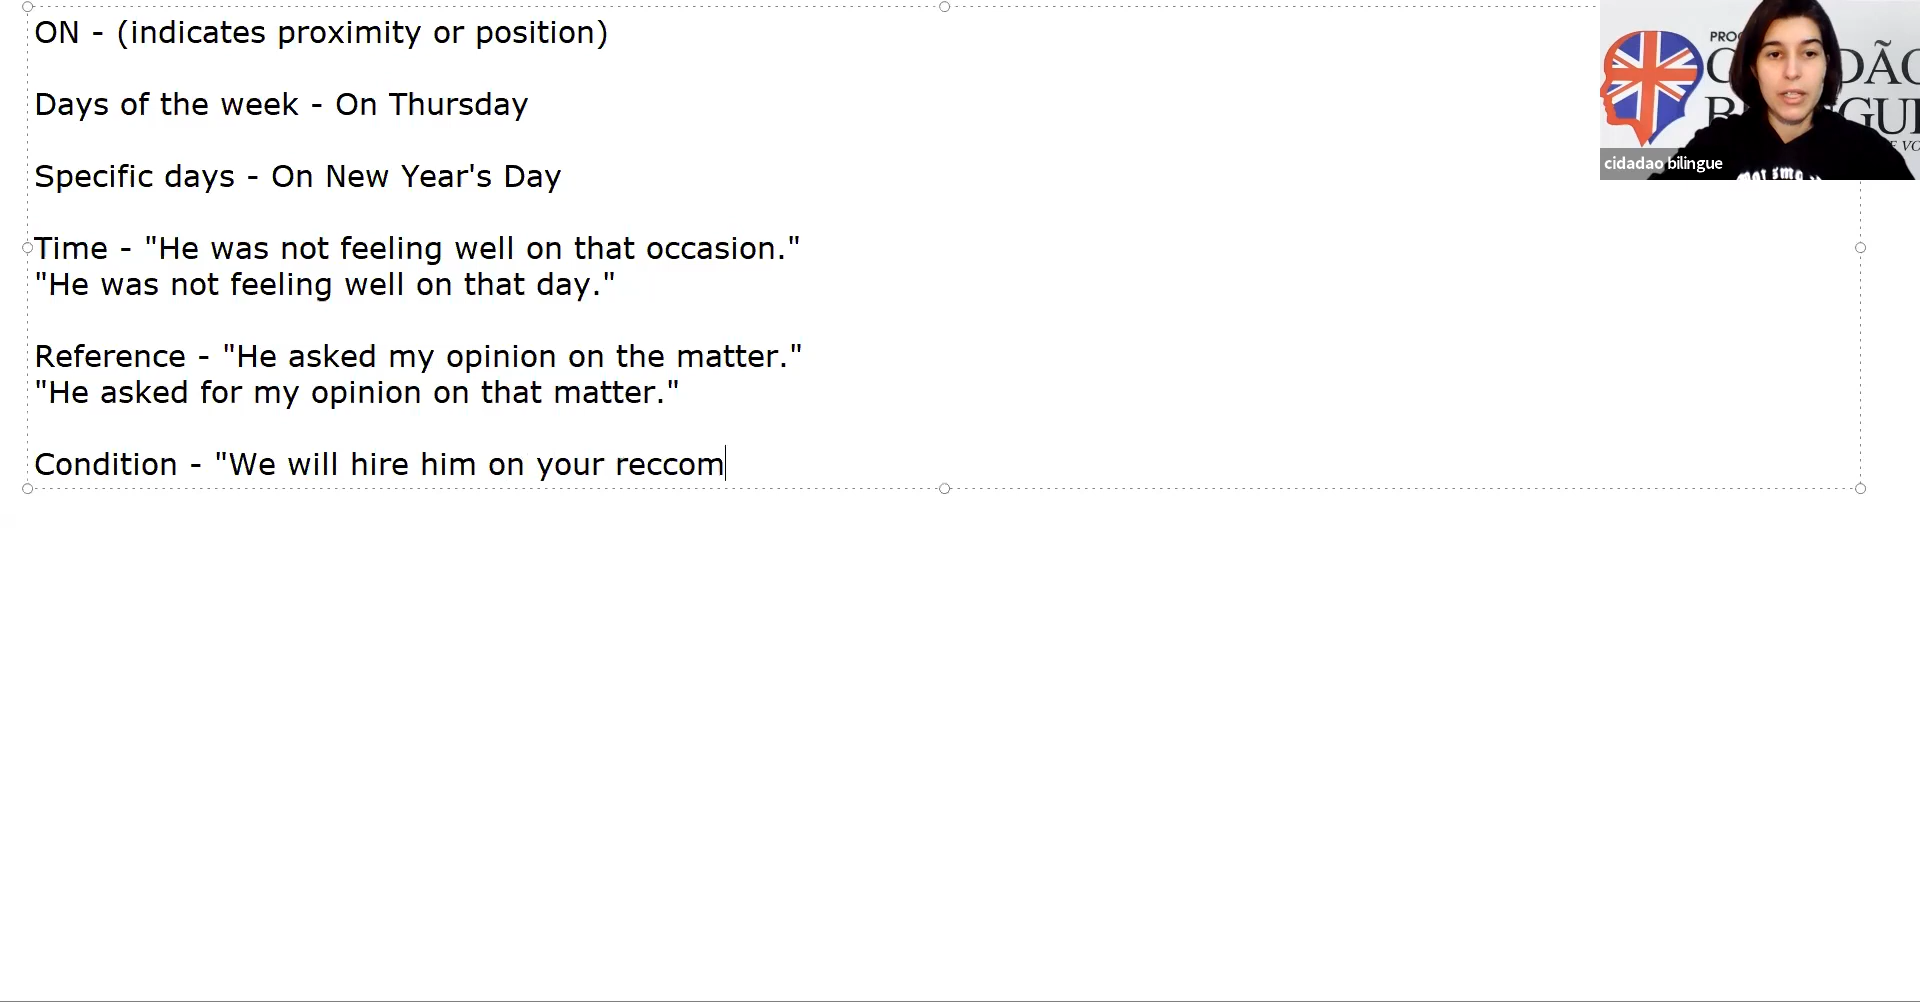 ON - (indicates proximity or position)
Days of the week - On Thursday
Specific days - On New Year's Day
Time - "He was not feeling well on that occasion."
"He was not feeling well on that day."
Reference - "He asked my opinion on the matter."
"He asked for my opinion on that matter."
Condition - "We will hire him on your reccom
cidadao bilingue